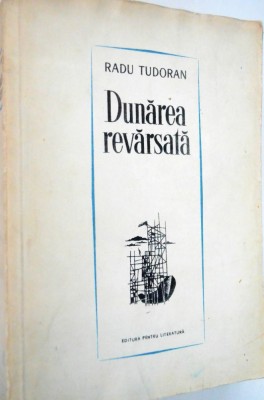 RADU TUDORAN
Dunărea
revărsată
EDITURA PENTRU LITERATURĂ